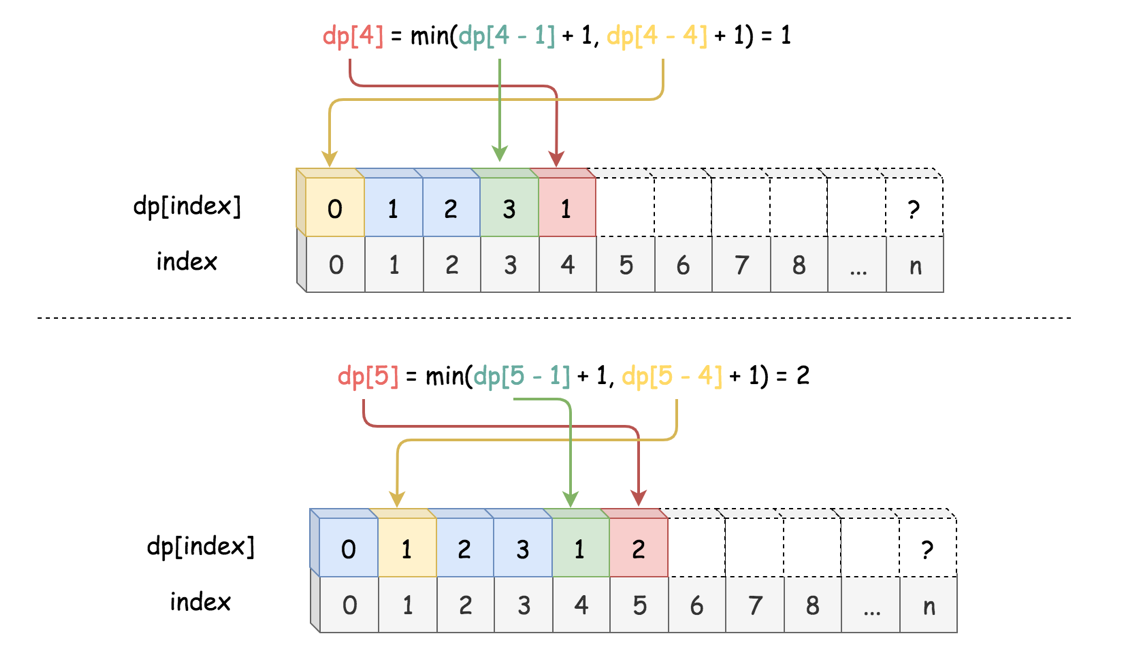 dp[4] = min(dp[4 - 1] + 1, dp[4 - 4] + 1) = 1
dp[index] 0 1 2 3 1 ?
index 0 1 2 3 4 5 6 7 8 ... n
dp[5] = min(dp[5 - 1] + 1, dp[5 - 4] + 1) = 2
dp[index] 0 1 2 3 1 2 ?
index 0 1 2 3 4 5 6 7 8 ... n